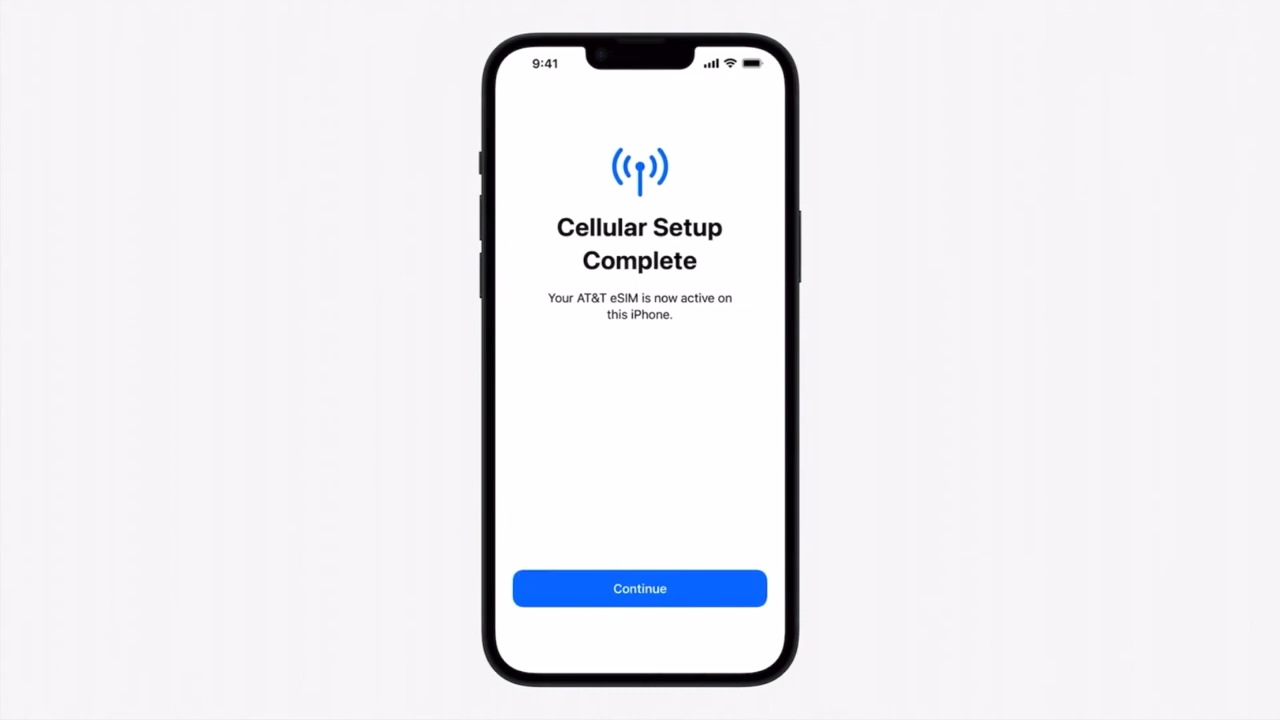 9:41
Cellular Setup
Complete
Your AT&T eSIM is now active on
this iPhone.
Continue